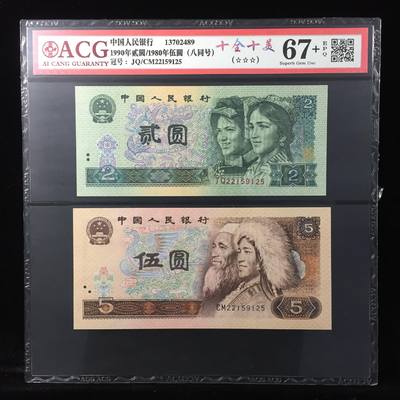 ACG
AI CANG GUARANTY
中国人民银行 13702489
1990年贰圆/1980年伍圆（八同号）
冠号：JQ/CM22159125
十全十美
(☆☆☆)
67+
EPQ
Superb Gem Unc
中国人民银行
2
贰圆
2
2
JQ22159125
中国人民银行
5
伍圆
5
5
CM22159125